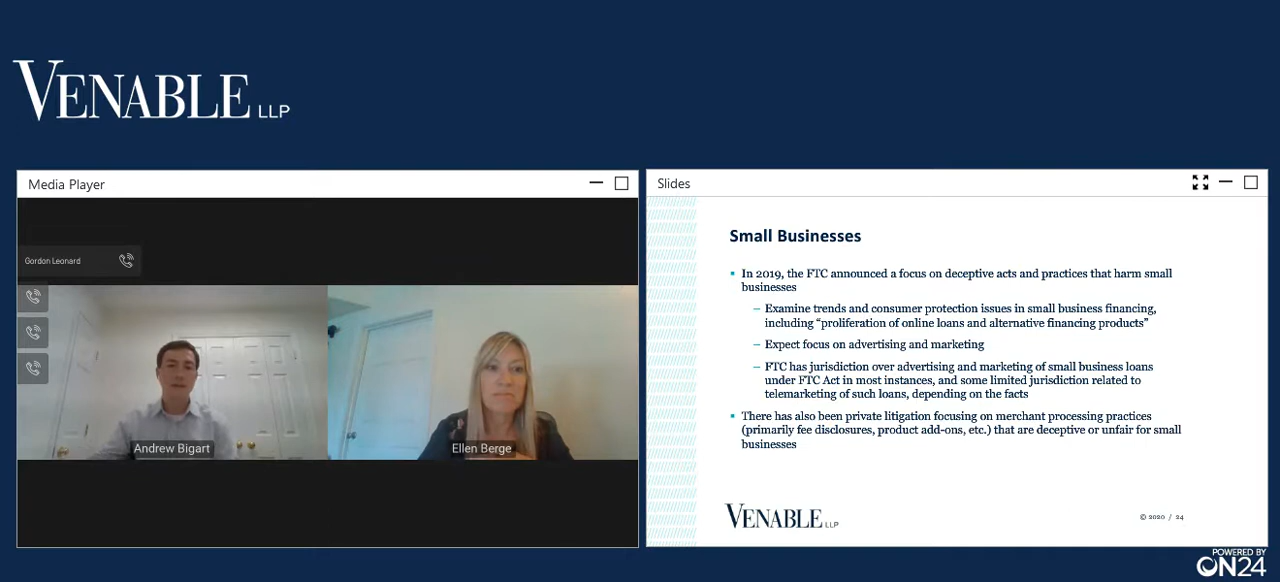 VENABLE LLP
Media Player
Gordon Leonard
Andrew Bigart
Ellen Berge
Slides
Small Businesses
▪ In 2019, the FTC announced a focus on deceptive acts and practices that harm small
businesses
– Examine trends and consumer protection issues in small business financing,
including “proliferation of online loans and alternative financing products”
– Expect focus on advertising and marketing
– FTC has jurisdiction over advertising and marketing of small business loans
under FTC Act in most instances, and some limited jurisdiction related to
telemarketing of such loans, depending on the facts
▪ There has also been private litigation focusing on merchant processing practices
(primarily fee disclosures, product add-ons, etc.) that are deceptive or unfair for small
businesses
VENABLE LLP
© 2020 / 24
POWERED BY
ON24